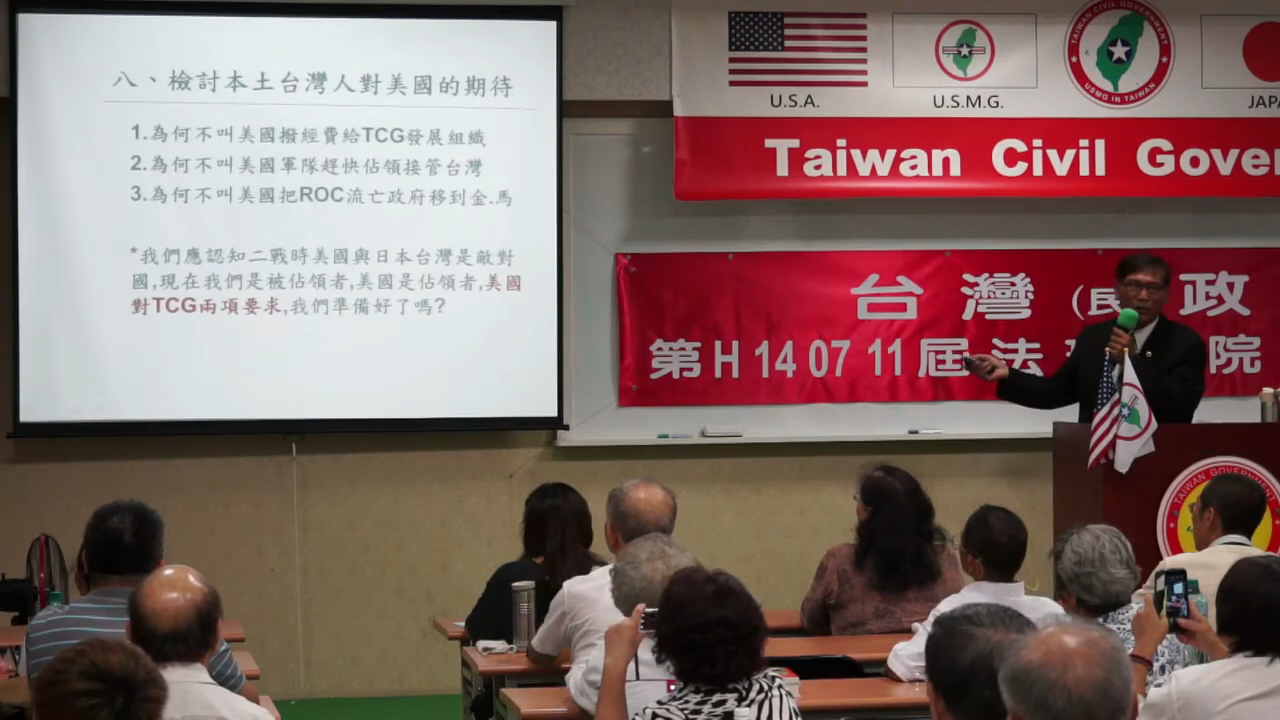 八、檢討本土台灣人對美國的期待
1.為何不叫美國撥經費給TCG發展組織
2.為何不叫美國軍隊趕快佔領接管台灣
3.為何不叫美國把ROC流亡政府移到金.馬
*我們應認知二戰時美國與日本台灣是敵對
國,現在我們是被佔領者,美國是佔領者,美國
對TCG兩項要求,我們準備好了嗎?
U.S.A.
U.S.M.G.
TAIWAN CIVIL GOVERNMENT
USMG IN TAIWAN
JAPA
Taiwan Civil Gover
台灣(民政
第H 14 07 11屆法 院
TAIWAN GOVERNMENT